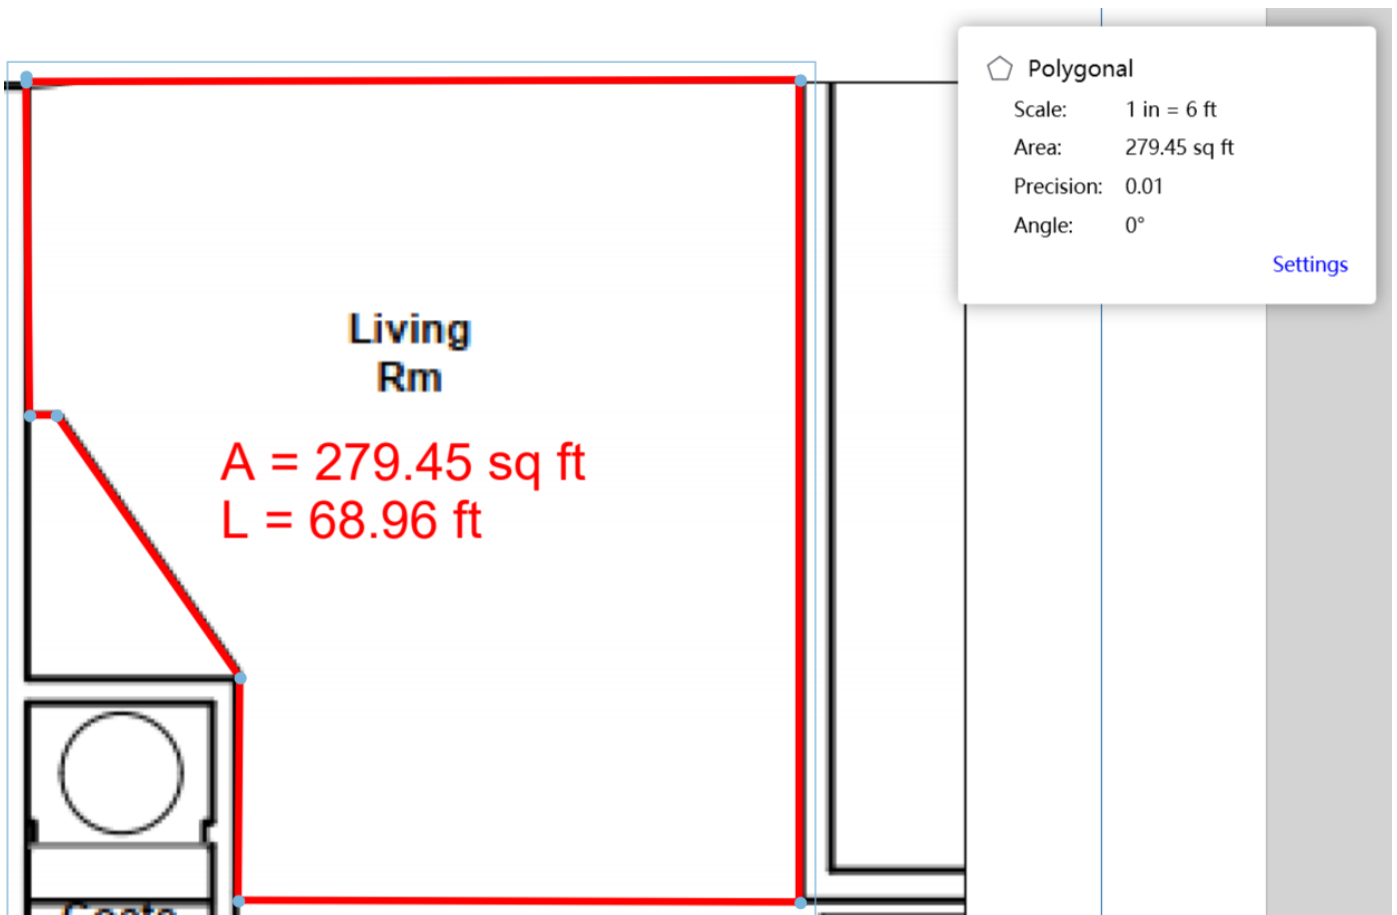 Polygonal
Scale: 1 in = 6 ft
Area: 279.45 sq ft
Precision: 0.01
Angle: 0°
Settings
Living
Rm
A = 279.45 sq ft
L = 68.96 ft